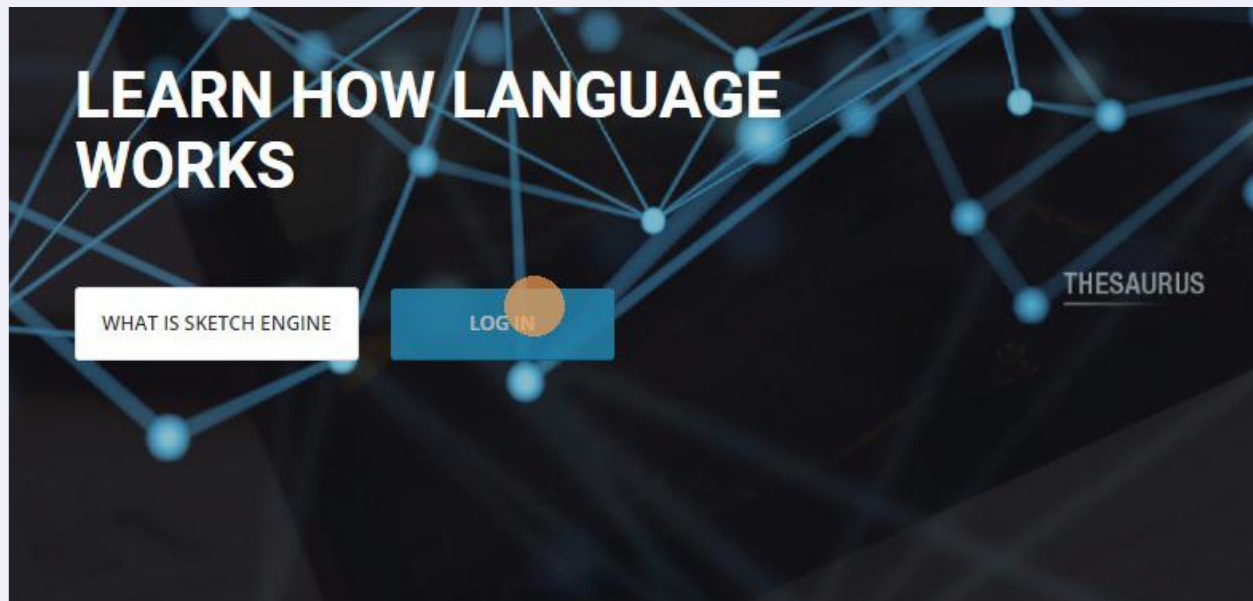 LEARN HOW LANGUAGE
WORKS
THESAURUS
WHAT IS SKETCH ENGINE
LOG IN